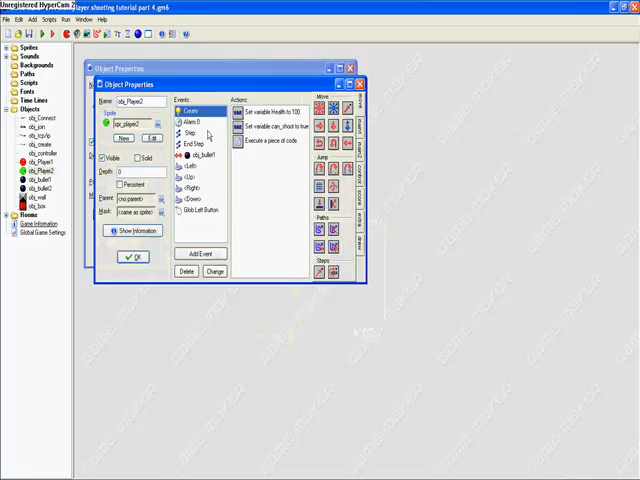 Unregistered HyperCam 2
layer shooting tutorial part 4.gm6
File Edit Add Scripts Run Window Help
Sprites
Sounds
Backgrounds
Paths
Scripts
Fonts
Time Lines
Objects
obj_Connect
obj_join
obj_tcp/ip
obj_create
obj_controller
obj_Player1
obj_Player2
obj_bullet1
obj_bullet2
obj_wall
obj_box
Rooms
Game Information
Global Game Settings
Object Properties
Object Properties
Name: obj_Player2
Sprite
spr_player2
New Edit
Visible Solid
Depth: 0
Persistent
Parent: <no parent>
Mask: <same as sprite>
Show Information
OK
Events:
Create
Alarm 0
Step
End Step
obj_bullet1
<Left>
<Up>
<Right>
<Down>
Glob Left Button
Add Event
Delete Change
Actions:
Set variable Health to 100
Set variable can_shoot to true
Execute a piece of code
Move
Jump
Paths
Steps
move
main1
main2
control
score
extra
draw